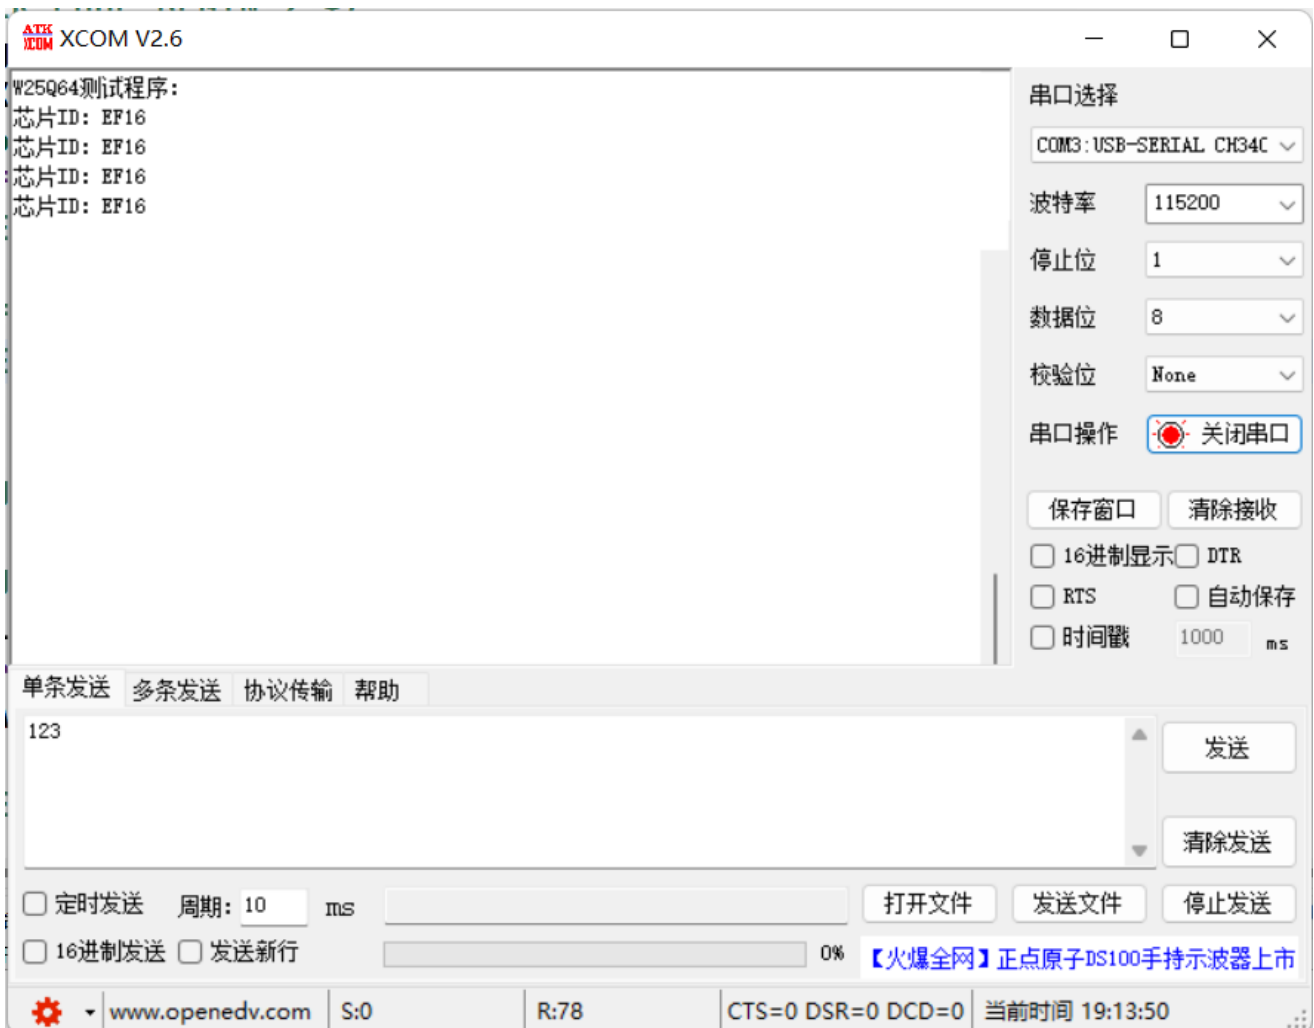 ATK
XCOM
XCOM V2.6
W25Q64测试程序:
芯片ID: EF16
芯片ID: EF16
芯片ID: EF16
芯片ID: EF16
串口选择
COM3:USB-SERIAL CH34C
波特率 115200
停止位 1
数据位 8
校验位 None
串口操作 关闭串口
保存窗口 清除接收
16进制显示 DTR
RTS 自动保存
时间戳 1000 ms
单条发送 多条发送 协议传输 帮助
123
发送
清除发送
定时发送 周期: 10 ms 打开文件 发送文件 停止发送
16进制发送 发送新行 0% 【火爆全网】正点原子DS100手持示波器上市
www.openedv.com S:0 R:78 CTS=0 DSR=0 DCD=0 当前时间 19:13:50